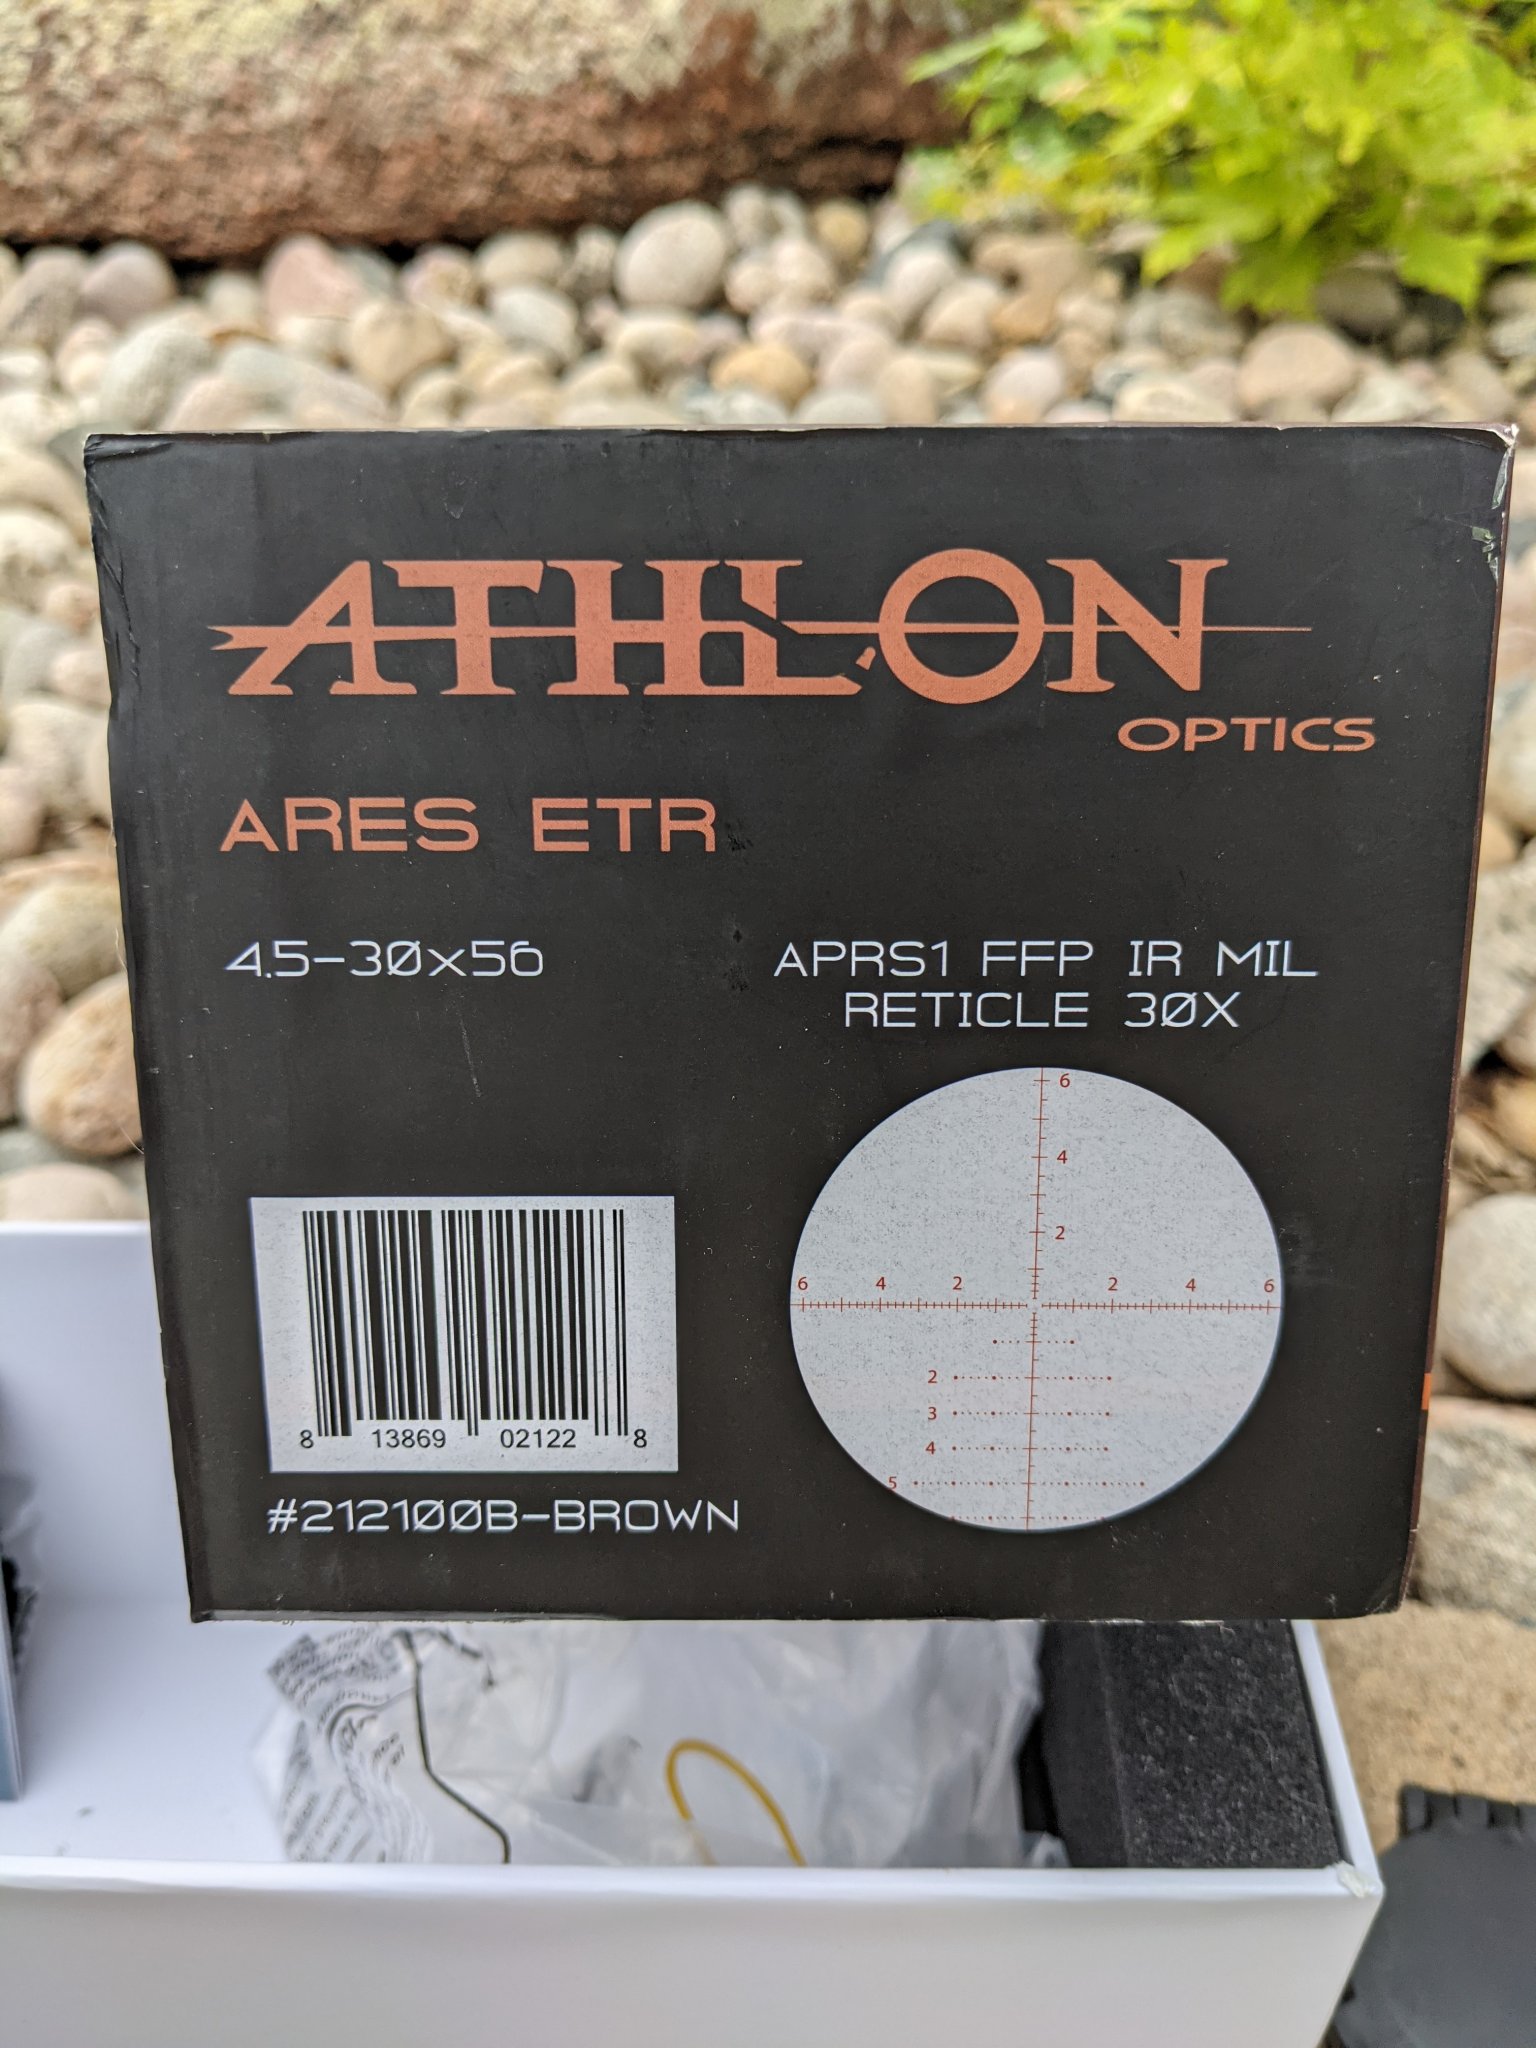 ATHLON
OPTICS
ARES ETR
4.5-30x56
APRS1 FFP IR MIL
RETICLE 30X
6
4
2
6 4 2 2 4 6
2
3
4
5
8 13869 02122 8
#212100B-BROWN